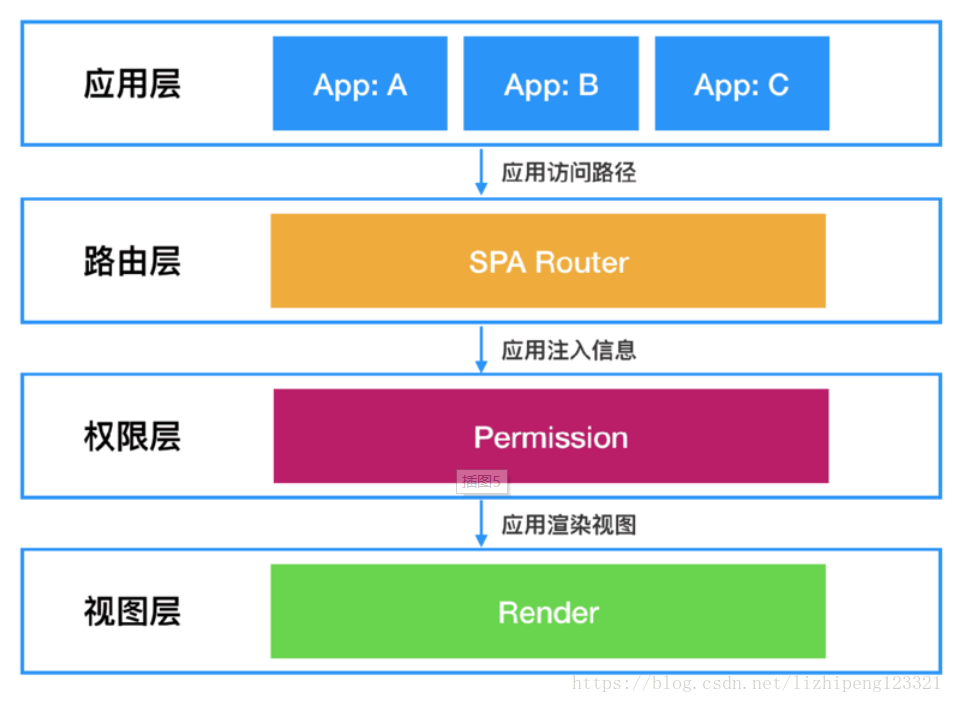 应用层 App: A App: B App: C
应用访问路径
路由层 SPA Router
应用注入信息
权限层 Permission
插图5
应用渲染视图
视图层 Render
https://blog.csdn.net/lizhipeng123321